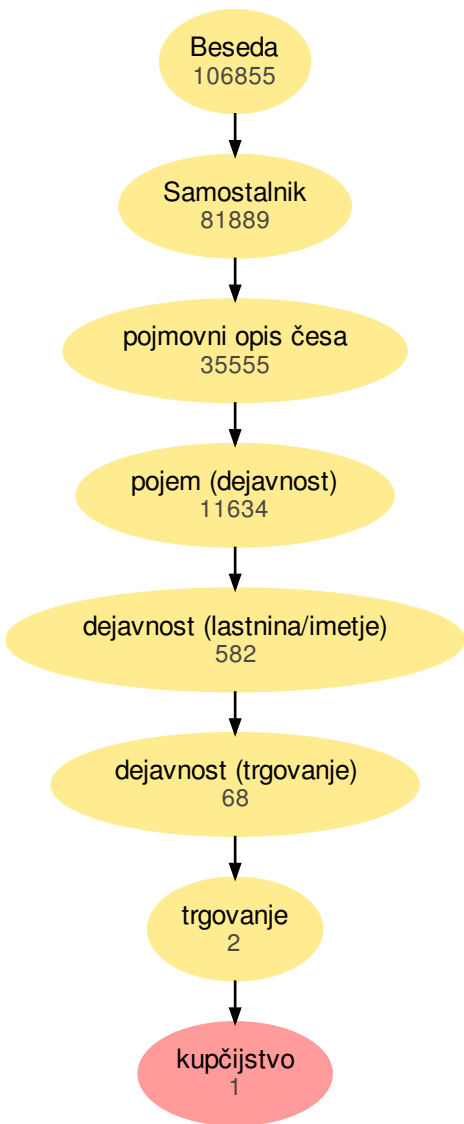 Beseda
106855
Samostalnik
81889
pojmovni opis česa
35555
pojem (dejavnost)
11634
dejavnost (lastnina/imetje)
582
dejavnost (trgovanje)
68
trgovanje
2
kupčijstvo
1